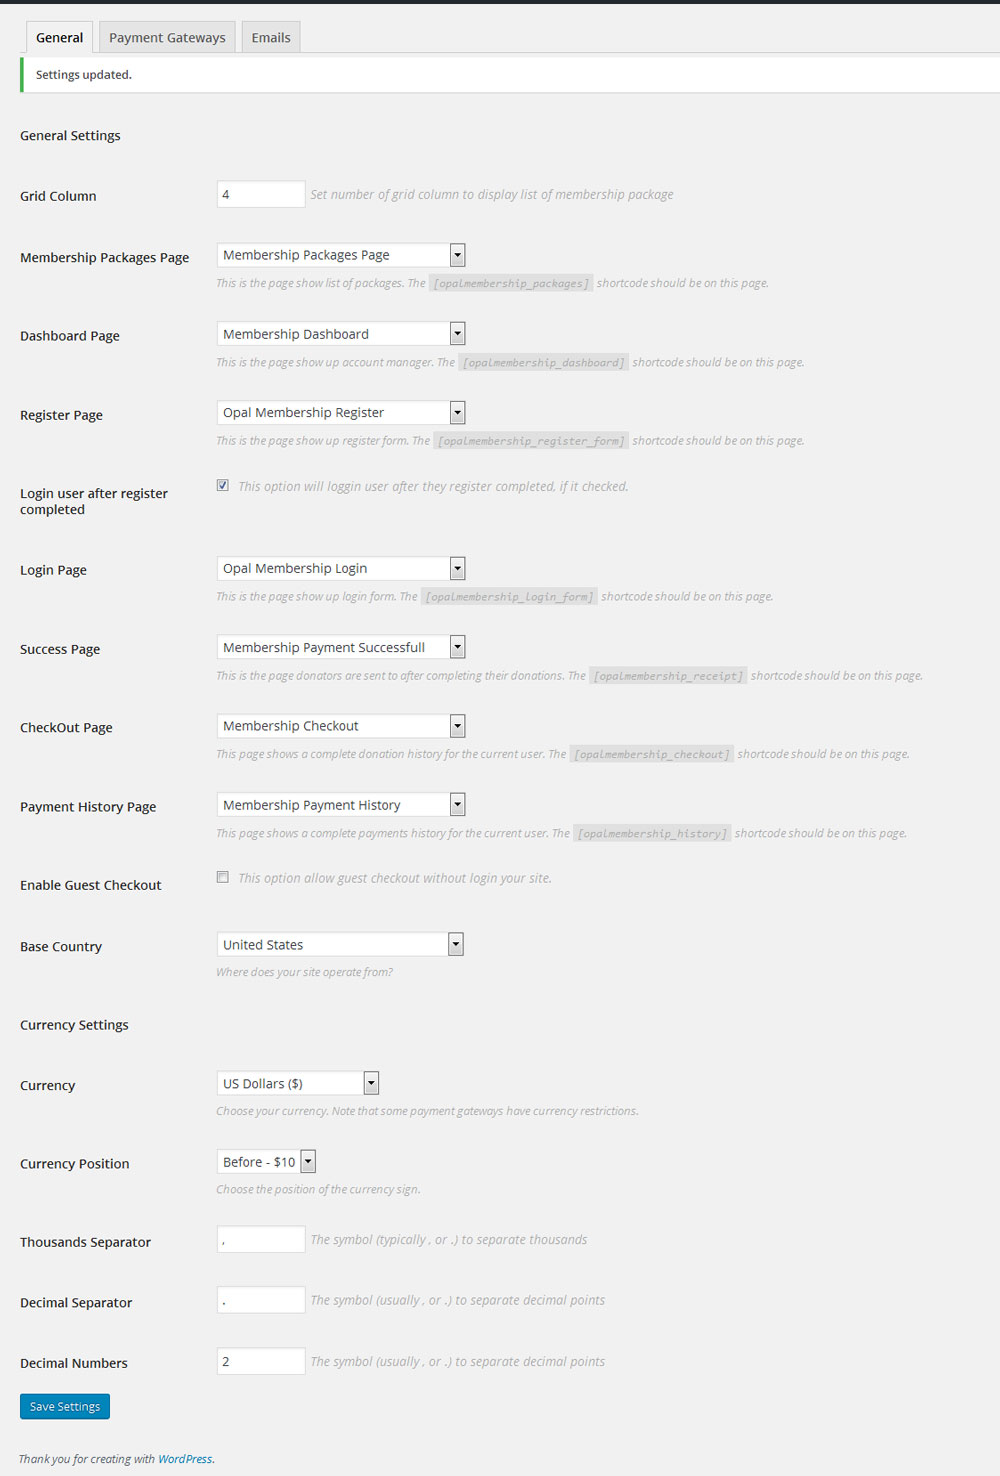 General Payment Gateways Emails
Settings updated.
General Settings
Grid Column 4 Set number of grid column to display list of membership package
Membership Packages Page Membership Packages Page
This is the page show list of packages. The [opalmembership_packages] shortcode should be on this page.
Dashboard Page Membership Dashboard
This is the page show up account manager. The [opalmembership_dashboard] shortcode should be on this page.
Register Page Opal Membership Register
This is the page show up register form. The [opalmembership_register_form] shortcode should be on this page.
Login user after register
completed
This option will loggin user after they register completed, if it checked.
Login Page Opal Membership Login
This is the page show up login form. The [opalmembership_login_form] shortcode should be on this page.
Success Page Membership Payment Successfull
This is the page donators are sent to after completing their donations. The [opalmembership_receipt] shortcode should be on this page.
CheckOut Page Membership Checkout
This page shows a complete donation history for the current user. The [opalmembership_checkout] shortcode should be on this page.
Payment History Page Membership Payment History
This page shows a complete payments history for the current user. The [opalmembership_history] shortcode should be on this page.
Enable Guest Checkout This option allow guest checkout without login your site.
Base Country United States
Where does your site operate from?
Currency Settings
Currency US Dollars ($)
Choose your currency. Note that some payment gateways have currency restrictions.
Currency Position Before - $10
Choose the position of the currency sign.
Thousands Separator , The symbol (typically , or .) to separate thousands
Decimal Separator . The symbol (usually , or .) to separate decimal points
Decimal Numbers 2 The symbol (usually , or .) to separate decimal points
Save Settings
Thank you for creating with WordPress.